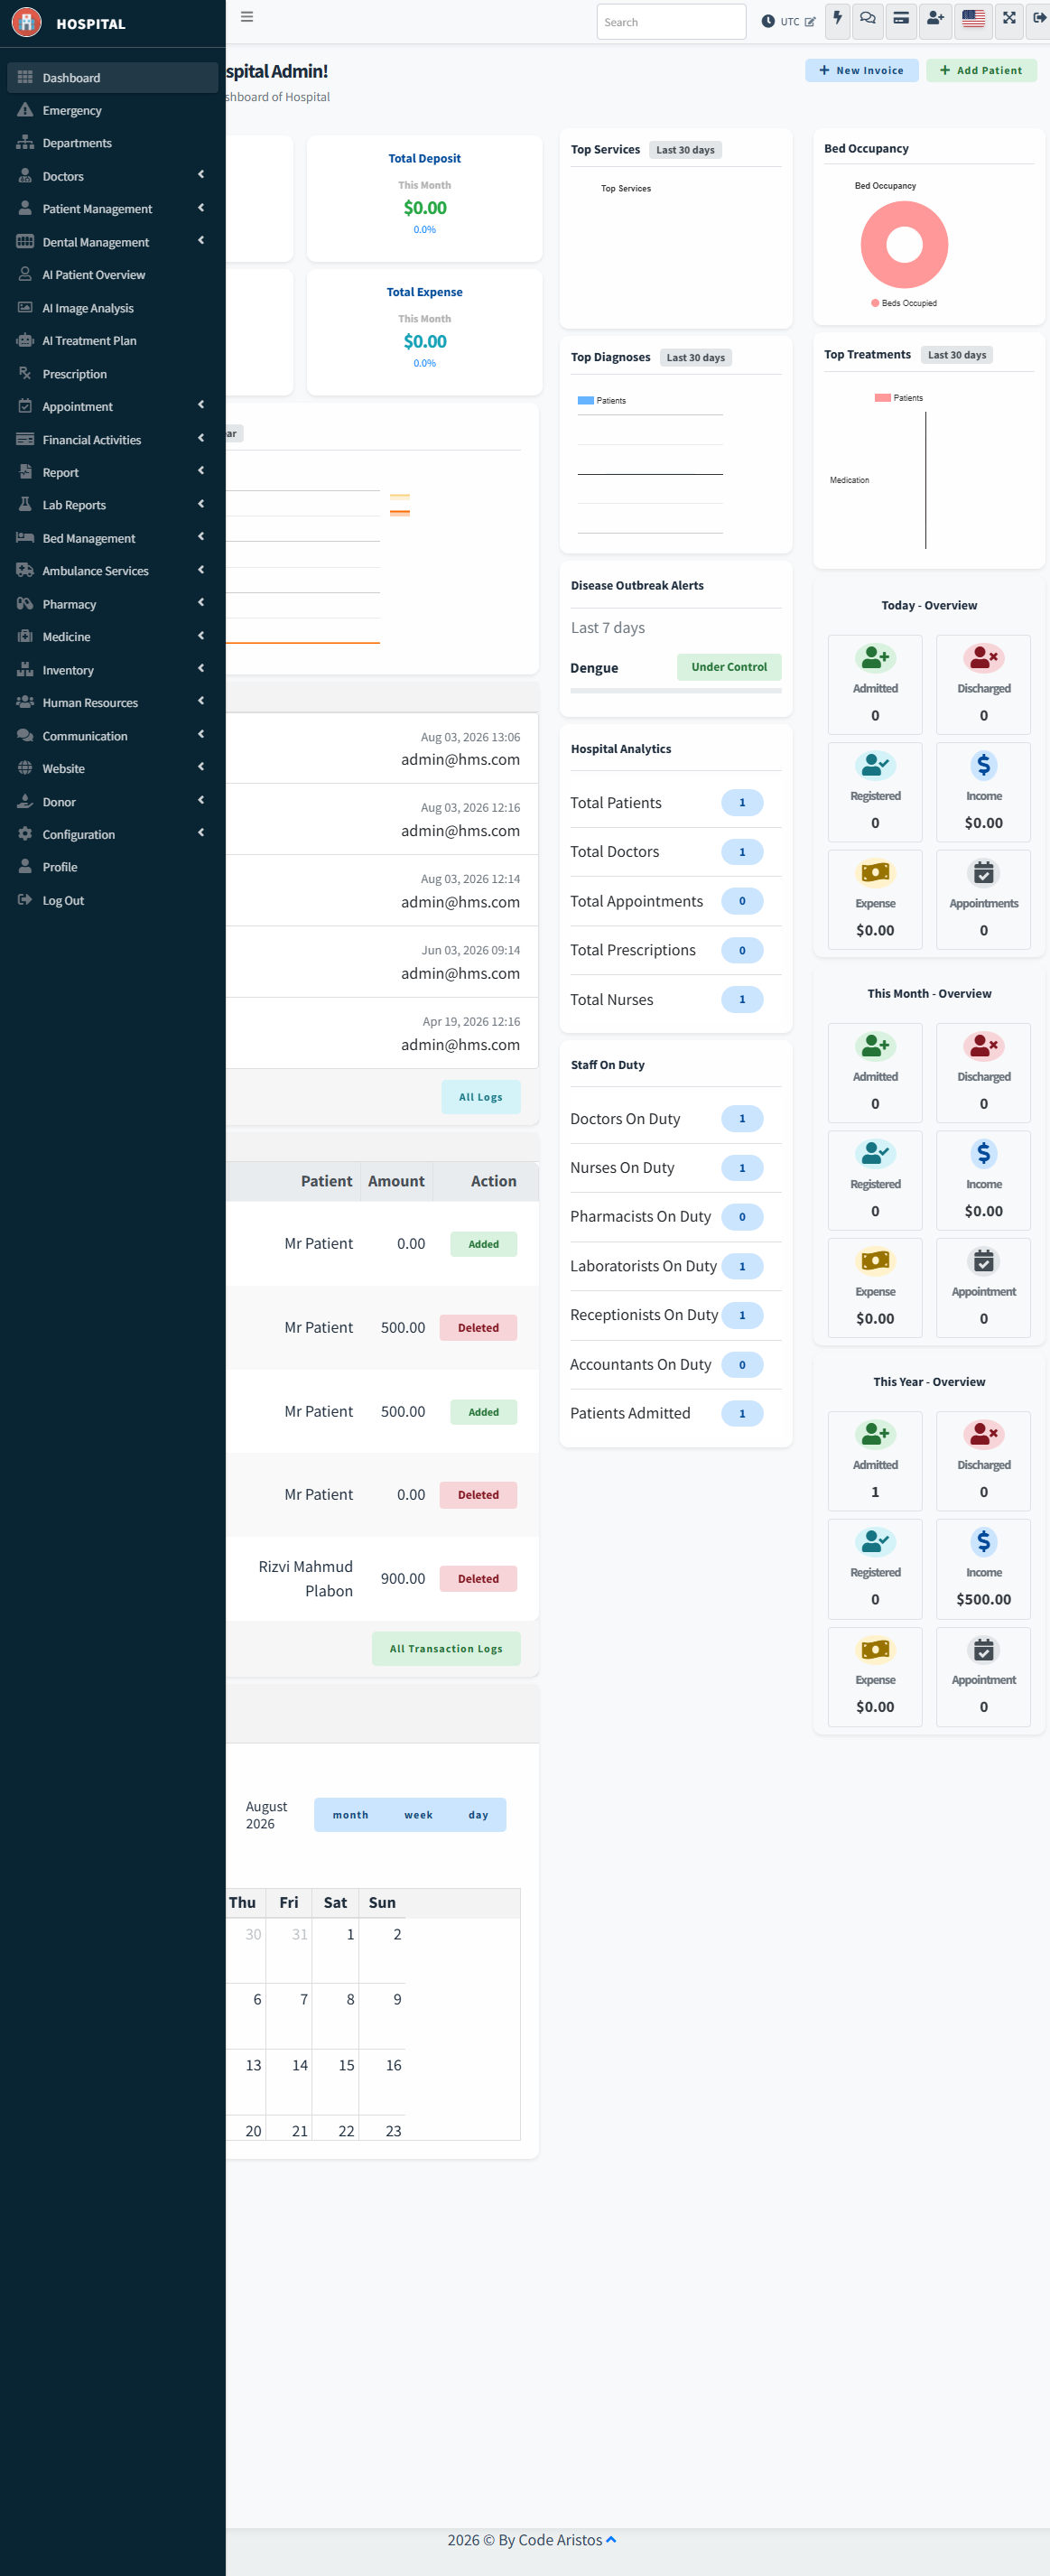 HOSPITAL
Dashboard
Emergency
Departments
Doctors
Patient Management
Dental Management
AI Patient Overview
AI Image Analysis
AI Treatment Plan
Prescription
Appointment
Financial Activities
Report
Lab Reports
Bed Management
Ambulance Services
Pharmacy
Medicine
Inventory
Human Resources
Communication
Website
Donor
Configuration
Profile
Log Out
Search
UTC
spital Admin!
shboard of Hospital
+ New Invoice
+ Add Patient
Total Deposit
This Month
$0.00
0.0%
Total Expense
This Month
$0.00
0.0%
ear
Aug 03, 2026 13:06
admin@hms.com
Aug 03, 2026 12:16
admin@hms.com
Aug 03, 2026 12:14
admin@hms.com
Jun 03, 2026 09:14
admin@hms.com
Apr 19, 2026 12:16
admin@hms.com
All Logs
Patient Amount Action
Mr Patient 0.00 Added
Mr Patient 500.00 Deleted
Mr Patient 500.00 Added
Mr Patient 0.00 Deleted
Rizvi Mahmud
Plabon 900.00 Deleted
All Transaction Logs
August
2026
month week day
Thu Fri Sat Sun
30 31 1 2
6 7 8 9
13 14 15 16
20 21 22 23
Top Services Last 30 days
Top Services
Top Diagnoses Last 30 days
Patients
Disease Outbreak Alerts
Last 7 days
Dengue Under Control
Hospital Analytics
Total Patients 1
Total Doctors 1
Total Appointments 0
Total Prescriptions 0
Total Nurses 1
Staff On Duty
Doctors On Duty 1
Nurses On Duty 1
Pharmacists On Duty 0
Laboratorists On Duty 1
Receptionists On Duty 1
Accountants On Duty 0
Patients Admitted 1
Bed Occupancy
Bed Occupancy
Beds Occupied
Top Treatments Last 30 days
Patients
Medication
Today - Overview
Admitted Discharged
0 0
Registered Income
0 $0.00
Expense Appointments
$0.00 0
This Month - Overview
Admitted Discharged
0 0
Registered Income
0 $0.00
Expense Appointment
$0.00 0
This Year - Overview
Admitted Discharged
1 0
Registered Income
0 $500.00
Expense Appointment
$0.00 0
2026 © By Code Aristos